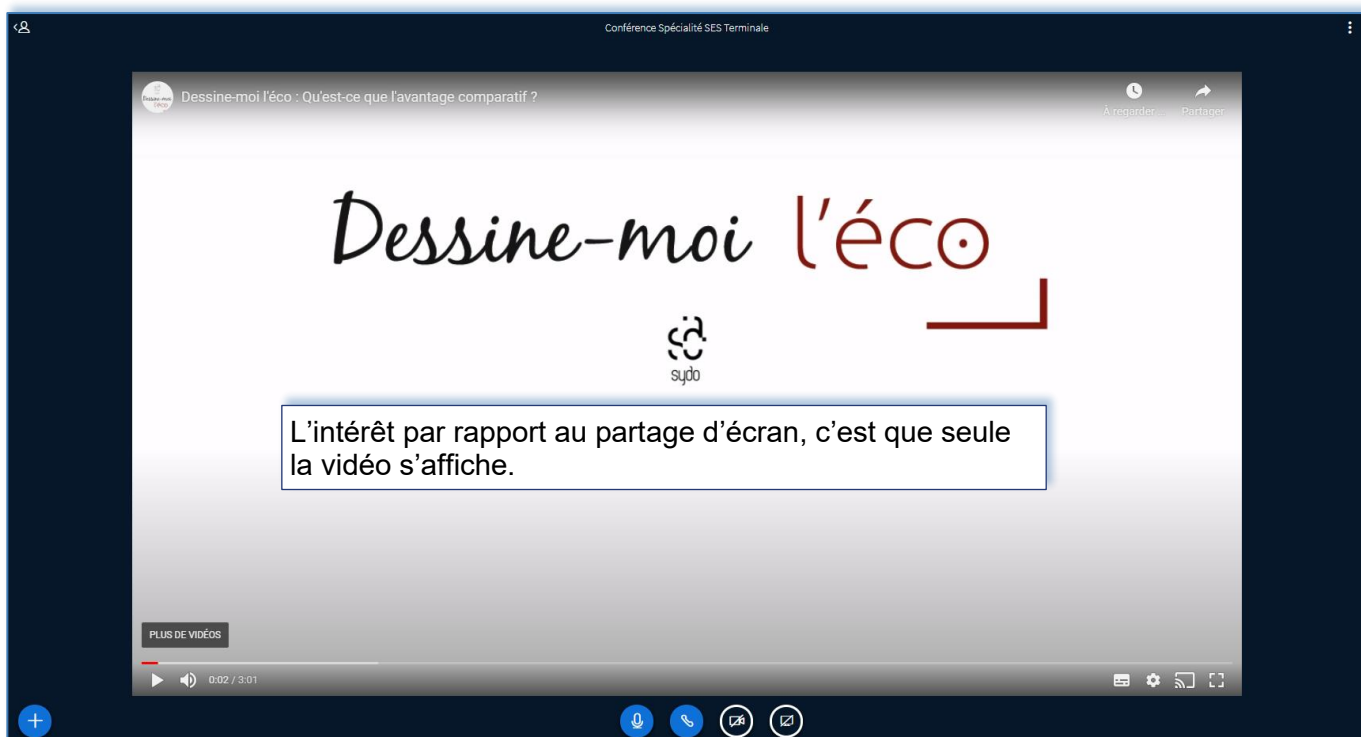 Conférence Spécialité SES Terminale
Dessine-moi l'éco : Qu'est-ce que l'avantage comparatif ?
À regarder ... Partager
Dessine-moi l'éco
sydo
L'intérêt par rapport au partage d'écran, c'est que seule
la vidéo s'affiche.
PLUS DE VIDÉOS
0:02 / 3:01